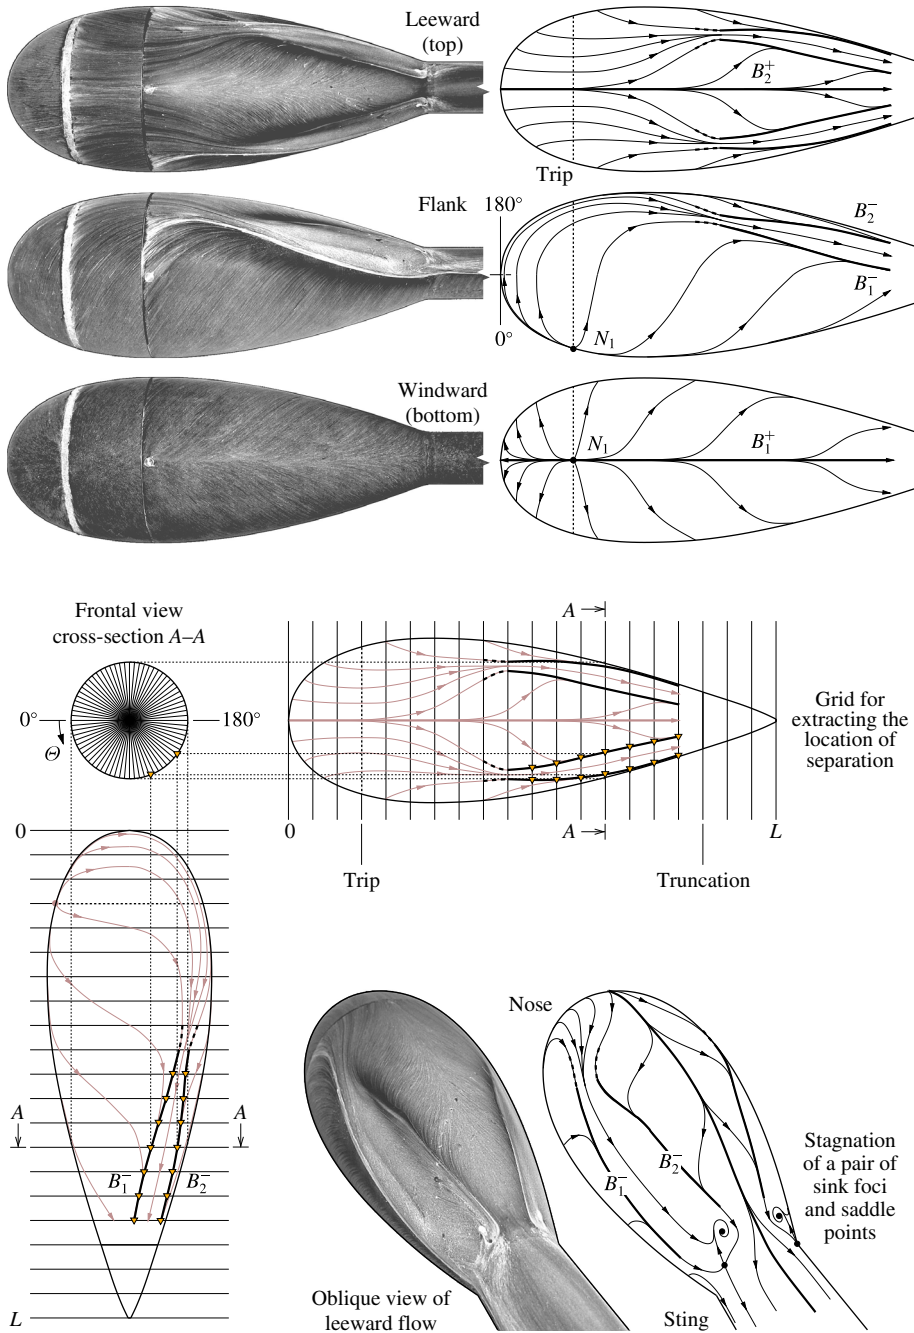 Leeward
(top)
B₂⁺
Trip
Flank
180°
B₂⁻
B₁⁻
0°
N₁
Windward
(bottom)
N₁
B₁⁺
Frontal view
cross-section A–A
A
0°
180°
Θ
Grid for
extracting the
location of
separation
0
A
L
0
Trip
Truncation
A
A
B₁⁻
B₂⁻
L
Nose
B₂⁻
B₁⁻
Stagnation
of a pair of
sink foci
and saddle
points
Oblique view of
leeward flow
Sting